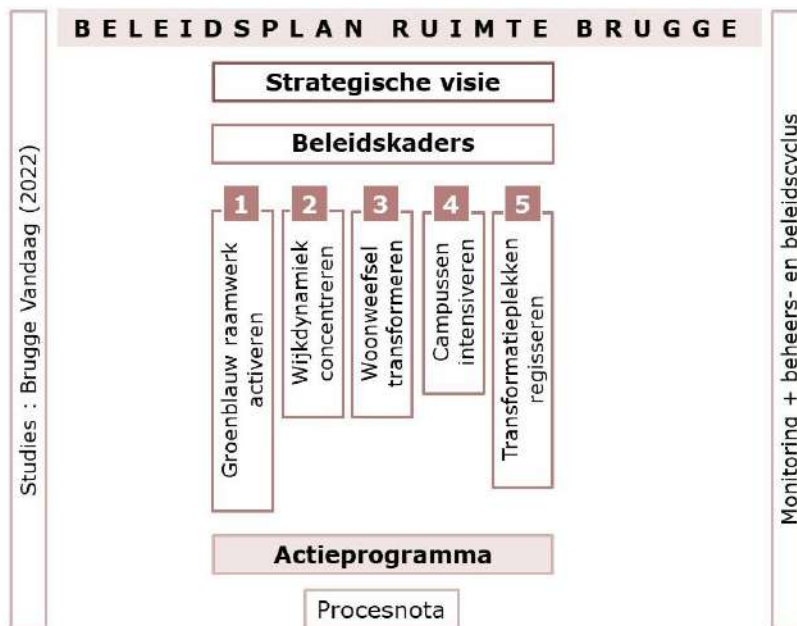 BELEIDSPLAN RUIMTE BRUGGE
Studies : Brugge Vandaag (2022)
Strategische visie
Beleidskaders
1
Groenblauw raamwerk
activeren
2
Wijkdynamiek
concentreren
3
Woonweefsel
transformeren
4
Campussen
intensiveren
5
Transformatieplekken
regisseren
Actieprogramma
Procesnota
Monitoring + beheers- en beleidscyclus